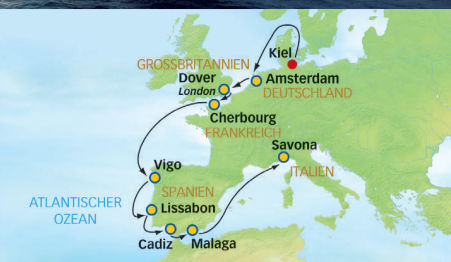 Kiel
GROSSBRITANNIEN
Dover
London
Amsterdam
DEUTSCHLAND
Cherbourg
FRANKREICH
Savona
ITALIEN
Vigo
SPANIEN
ATLANTISCHER
OZEAN
Lissabon
Cadiz
Malaga